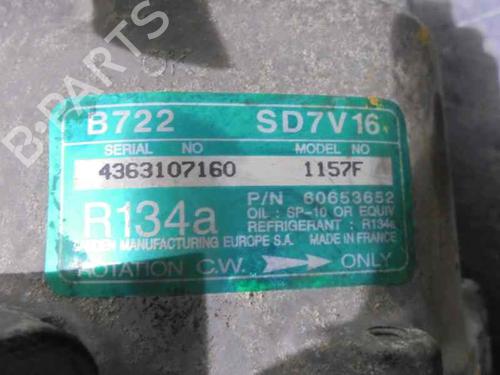 B-PARTS
OK
B722 SD7V16
SERIAL NO MODEL NO
4363107160 1157F
R134a P/N 60653652
OIL : SP-10 OR EQUIV
REFRIGERANT : R134a
SANDEN MANUFACTURING EUROPE S.A. MADE IN FRANCE
ROTATION C.W. ONLY